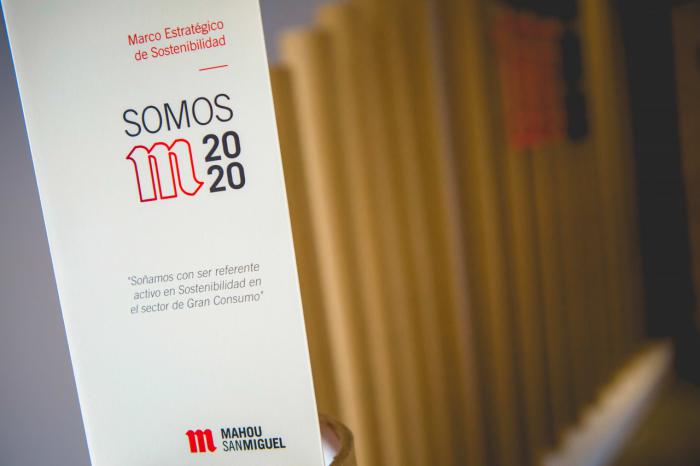 Marco Estratégico
de Sostenibilidad
SOMOS
m 20
20
"Soñamos con ser referente
activo en Sostenibilidad en
el sector de Gran Consumo"
m MAHOU
SANMIGUEL